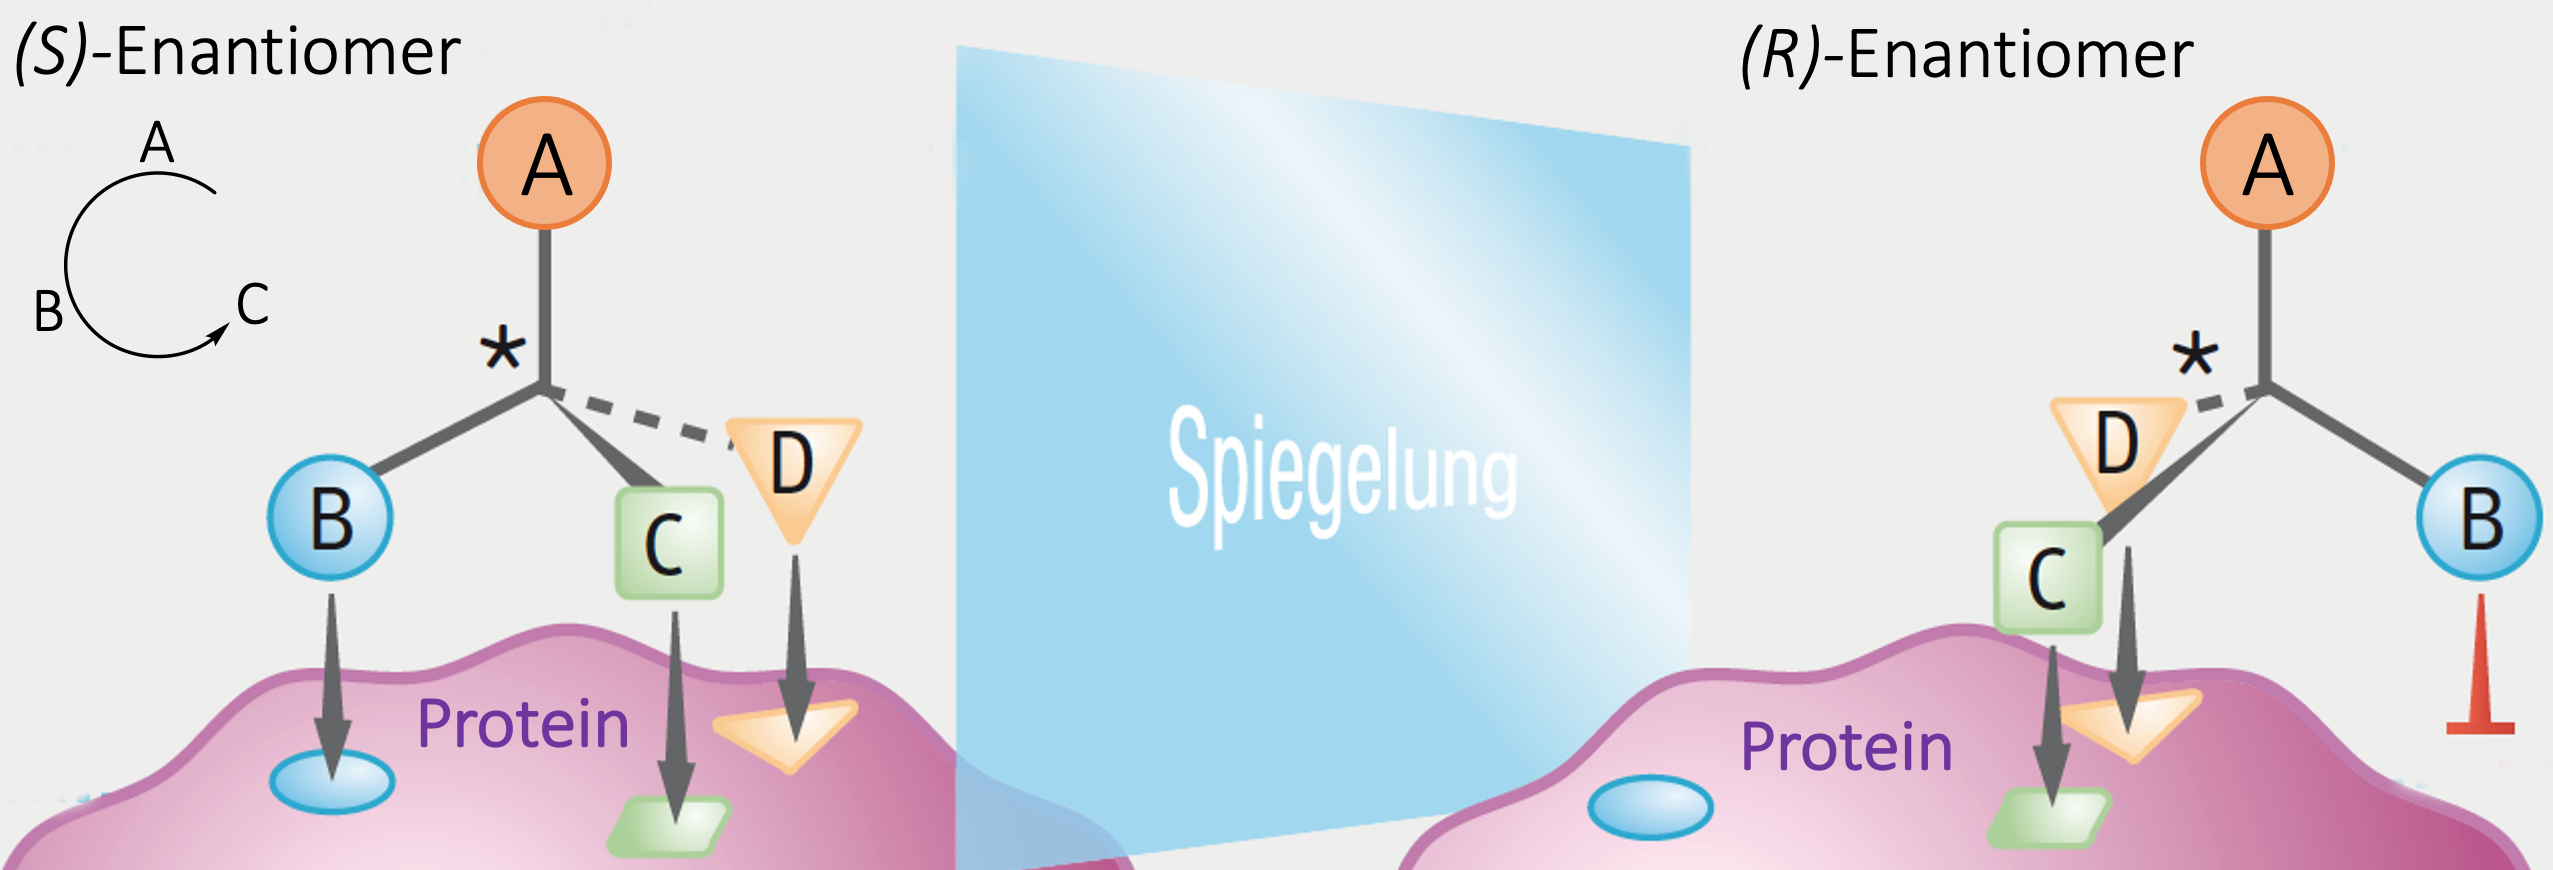 (S)-Enantiomer
A
B
C
A
*
B
C
D
Protein
Spiegelung
(R)-Enantiomer
A
*
D
C
B
Protein